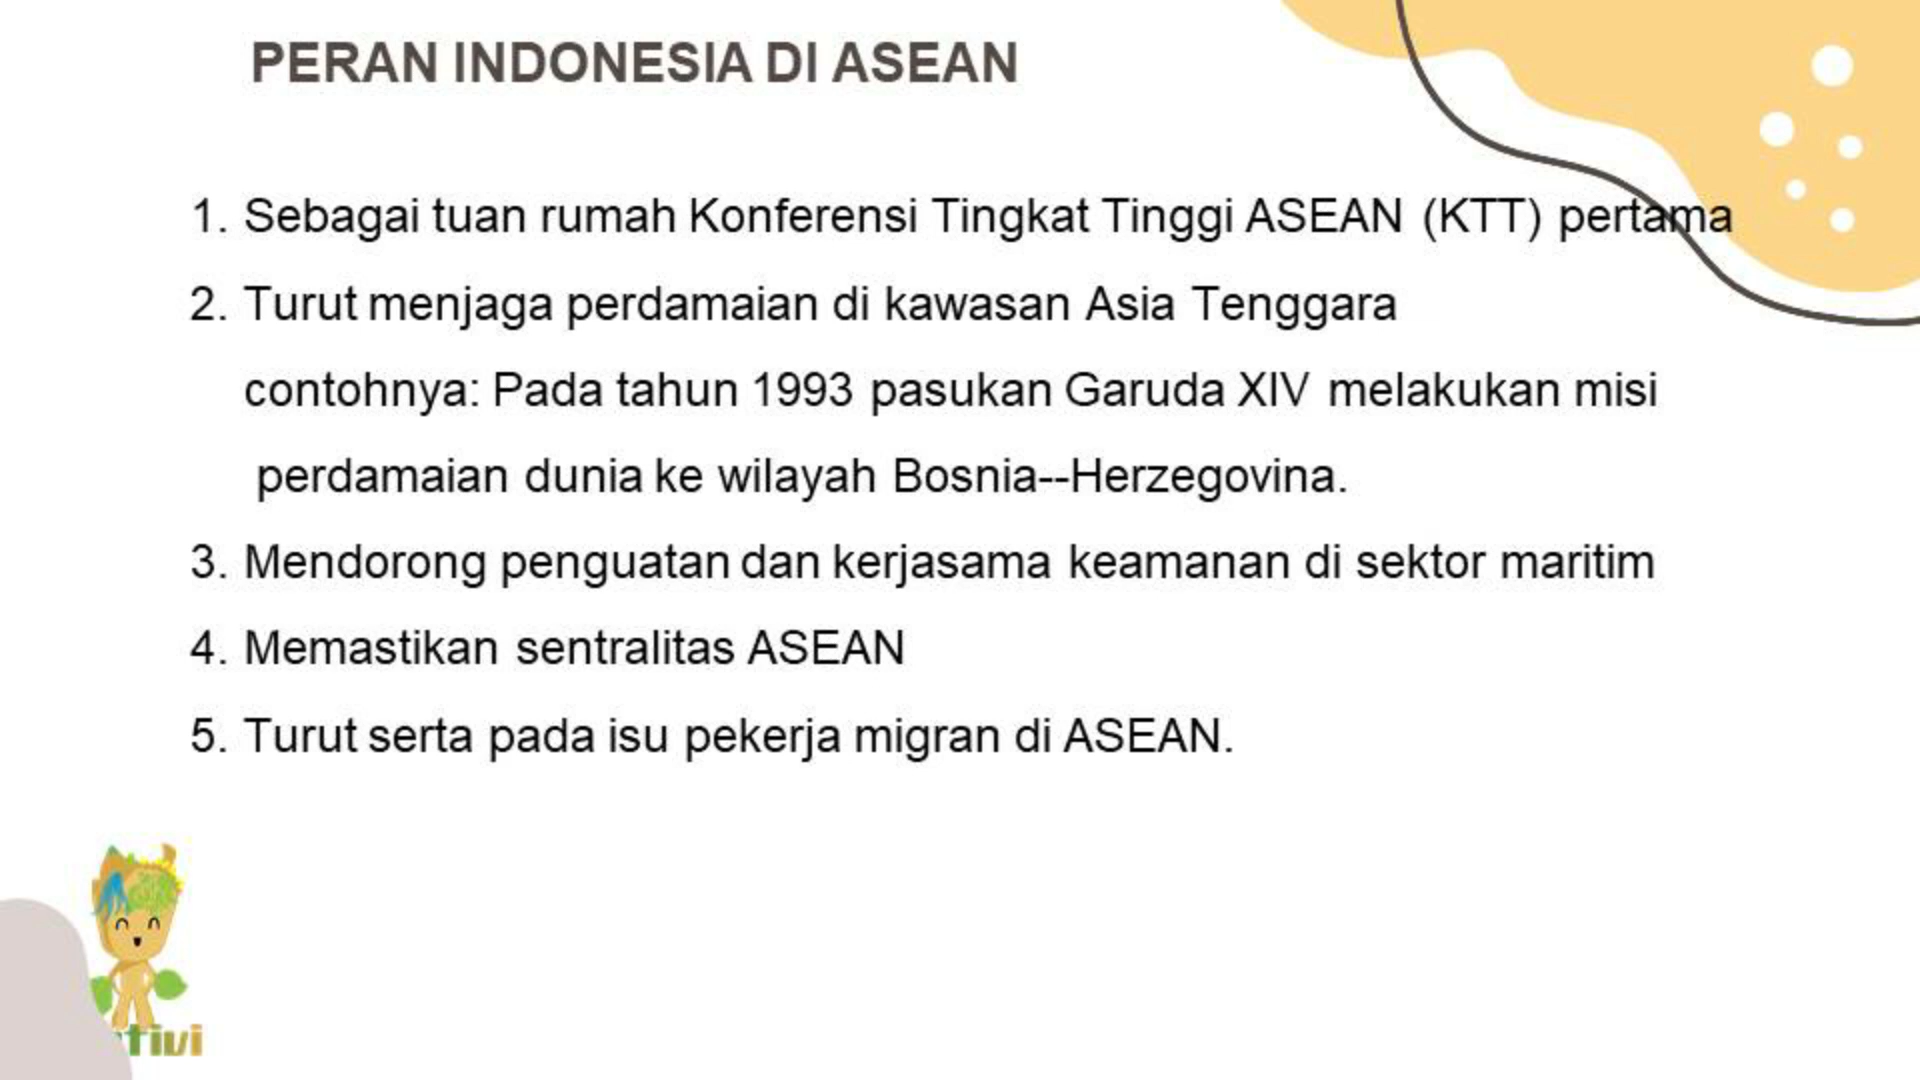 PERAN INDONESIA DI ASEAN
1. Sebagai tuan rumah Konferensi Tingkat Tinggi ASEAN (KTT) pertama
2. Turut menjaga perdamaian di kawasan Asia Tenggara
contohnya: Pada tahun 1993 pasukan Garuda XIV melakukan misi
perdamaian dunia ke wilayah Bosnia--Herzegovina.
3. Mendorong penguatan dan kerjasama keamanan di sektor maritim
4. Memastikan sentralitas ASEAN
5. Turut serta pada isu pekerja migran di ASEAN.